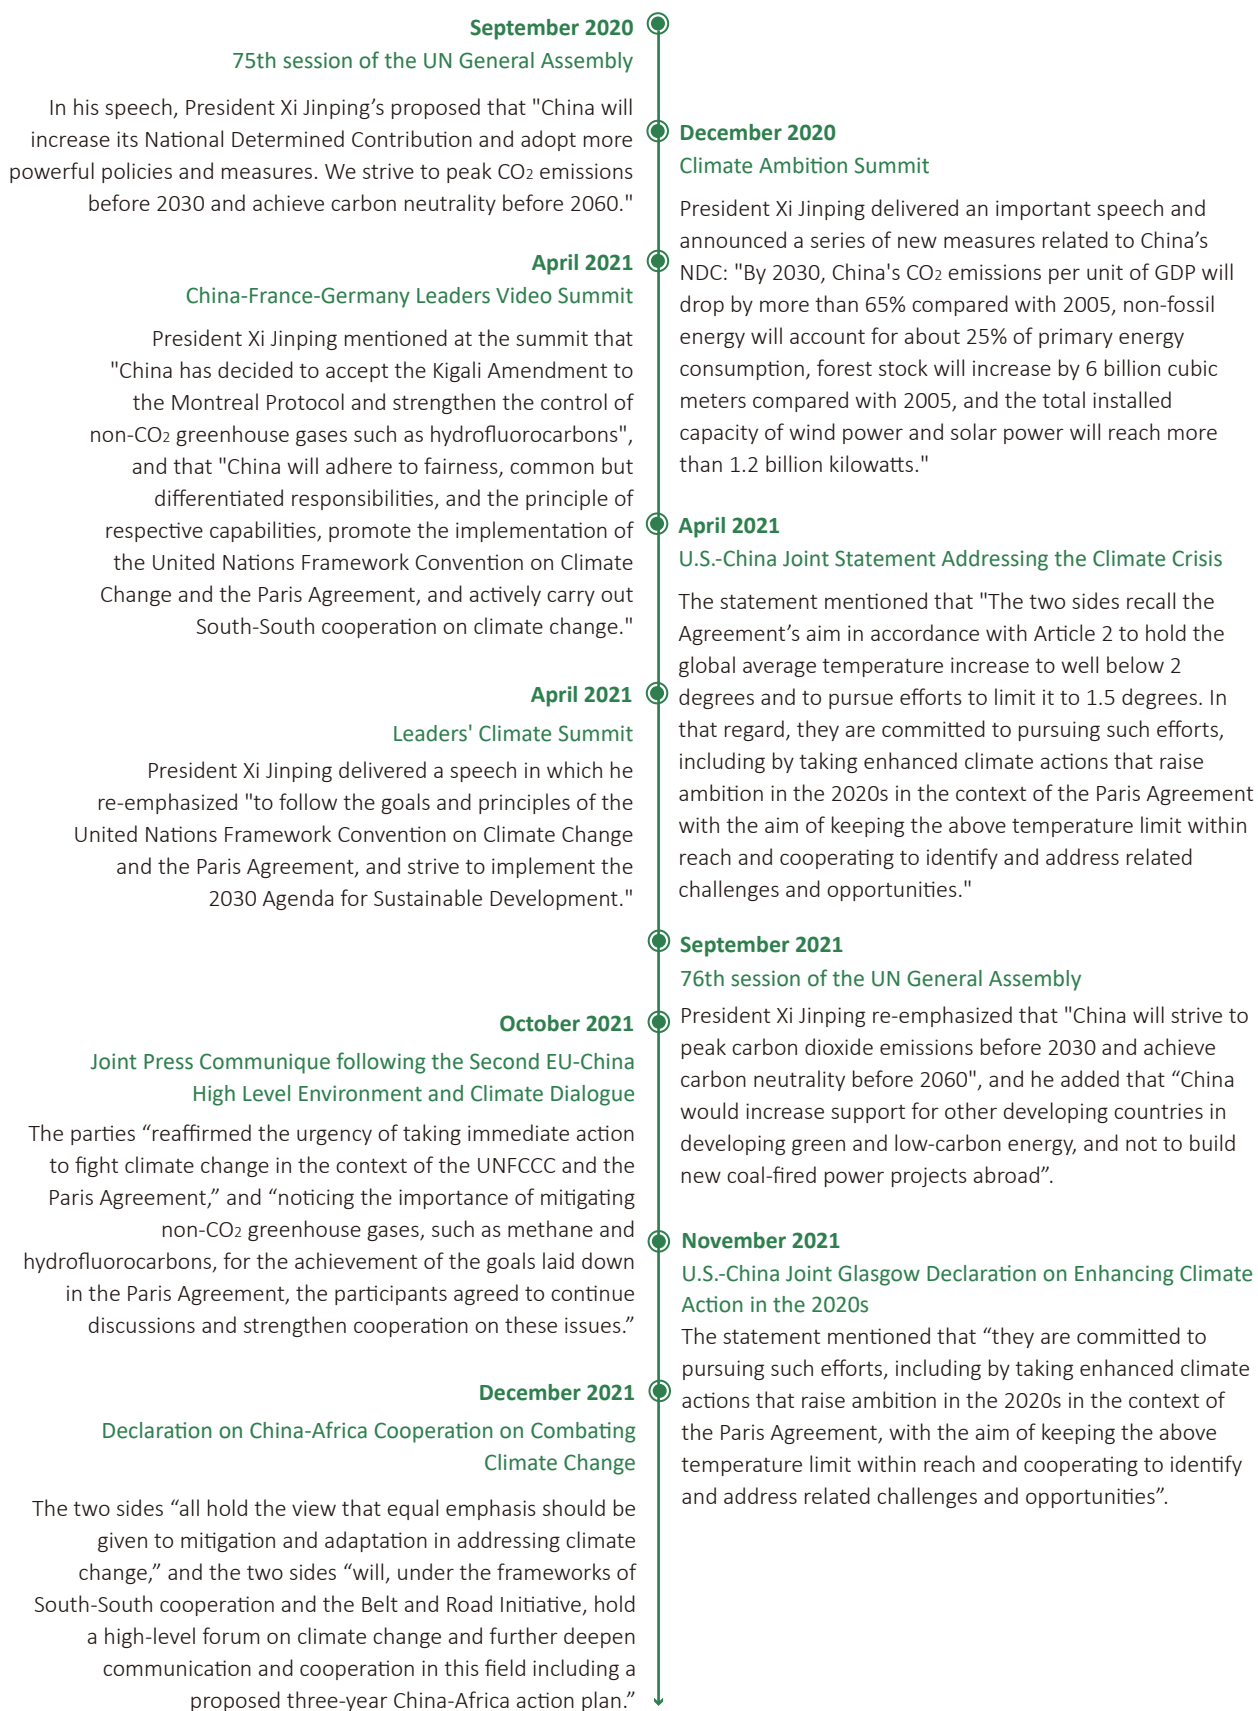 September 2020
75th session of the UN General Assembly
In his speech, President Xi Jinping’s proposed that "China will
increase its National Determined Contribution and adopt more
powerful policies and measures. We strive to peak CO2 emissions
before 2030 and achieve carbon neutrality before 2060."
December 2020
Climate Ambition Summit
President Xi Jinping delivered an important speech and
announced a series of new measures related to China’s
NDC: "By 2030, China's CO2 emissions per unit of GDP will
drop by more than 65% compared with 2005, non-fossil
energy will account for about 25% of primary energy
consumption, forest stock will increase by 6 billion cubic
meters compared with 2005, and the total installed
capacity of wind power and solar power will reach more
than 1.2 billion kilowatts."
April 2021
China-France-Germany Leaders Video Summit
President Xi Jinping mentioned at the summit that
"China has decided to accept the Kigali Amendment to
the Montreal Protocol and strengthen the control of
non-CO2 greenhouse gases such as hydrofluorocarbons",
and that "China will adhere to fairness, common but
differentiated responsibilities, and the principle of
respective capabilities, promote the implementation of
the United Nations Framework Convention on Climate
Change and the Paris Agreement, and actively carry out
South-South cooperation on climate change."
April 2021
U.S.-China Joint Statement Addressing the Climate Crisis
The statement mentioned that "The two sides recall the
Agreement’s aim in accordance with Article 2 to hold the
global average temperature increase to well below 2
degrees and to pursue efforts to limit it to 1.5 degrees. In
that regard, they are committed to pursuing such efforts,
including by taking enhanced climate actions that raise
ambition in the 2020s in the context of the Paris Agreement
with the aim of keeping the above temperature limit within
reach and cooperating to identify and address related
challenges and opportunities."
April 2021
Leaders' Climate Summit
President Xi Jinping delivered a speech in which he
re-emphasized "to follow the goals and principles of the
United Nations Framework Convention on Climate Change
and the Paris Agreement, and strive to implement the
2030 Agenda for Sustainable Development."
September 2021
76th session of the UN General Assembly
President Xi Jinping re-emphasized that "China will strive to
peak carbon dioxide emissions before 2030 and achieve
carbon neutrality before 2060", and he added that “China
would increase support for other developing countries in
developing green and low-carbon energy, and not to build
new coal-fired power projects abroad”.
October 2021
Joint Press Communique following the Second EU-China
High Level Environment and Climate Dialogue
The parties “reaffirmed the urgency of taking immediate action
to fight climate change in the context of the UNFCCC and the
Paris Agreement,” and “noticing the importance of mitigating
non-CO2 greenhouse gases, such as methane and
hydrofluorocarbons, for the achievement of the goals laid down
in the Paris Agreement, the participants agreed to continue
discussions and strengthen cooperation on these issues.”
November 2021
U.S.-China Joint Glasgow Declaration on Enhancing Climate
Action in the 2020s
The statement mentioned that “they are committed to
pursuing such efforts, including by taking enhanced climate
actions that raise ambition in the 2020s in the context of
the Paris Agreement, with the aim of keeping the above
temperature limit within reach and cooperating to identify
and address related challenges and opportunities”.
December 2021
Declaration on China-Africa Cooperation on Combating
Climate Change
The two sides “all hold the view that equal emphasis should be
given to mitigation and adaptation in addressing climate
change,” and the two sides “will, under the frameworks of
South-South cooperation and the Belt and Road Initiative, hold
a high-level forum on climate change and further deepen
communication and cooperation in this field including a
proposed three-year China-Africa action plan.”